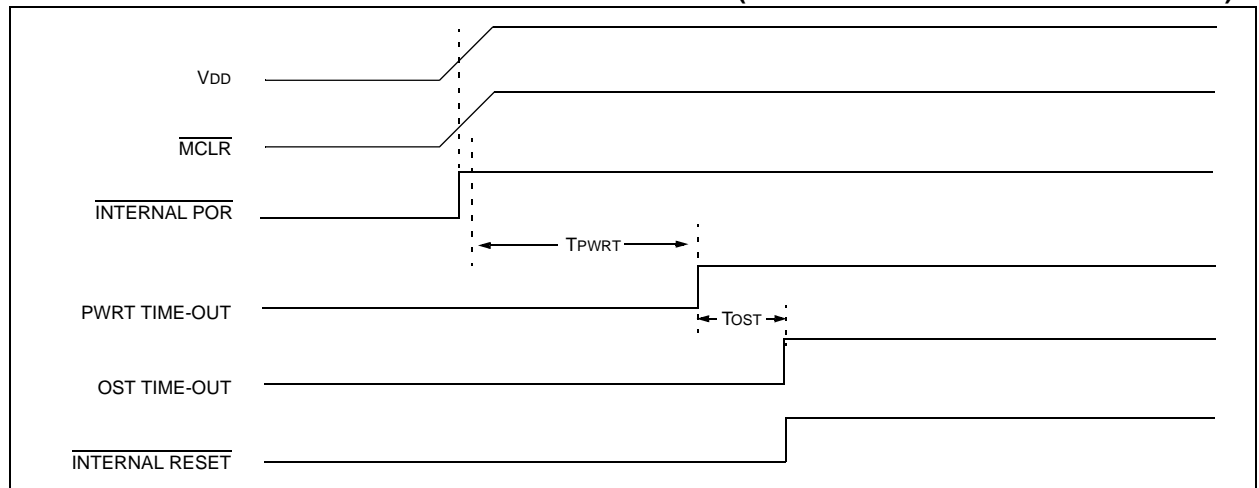 VDD
MCLR
INTERNAL POR
TPWRT
PWRT TIME-OUT
TOST
OST TIME-OUT
INTERNAL RESET